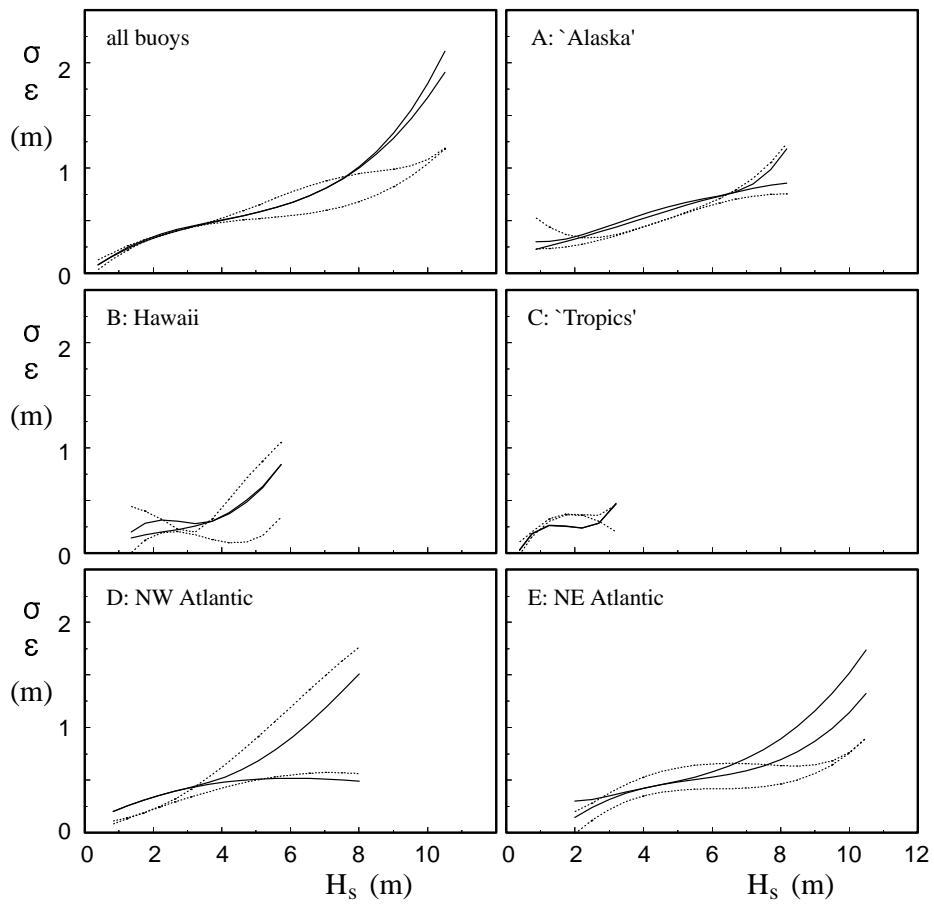 all buoys
σ
ε
(m)
2
1
0
A: `Alaska'
B: Hawaii
σ
ε
(m)
2
1
0
C: `Tropics'
D: NW Atlantic
σ
ε
(m)
2
1
0
E: NE Atlantic
0 2 4 6 8 10
0 2 4 6 8 10 12
Hs (m)
Hs (m)